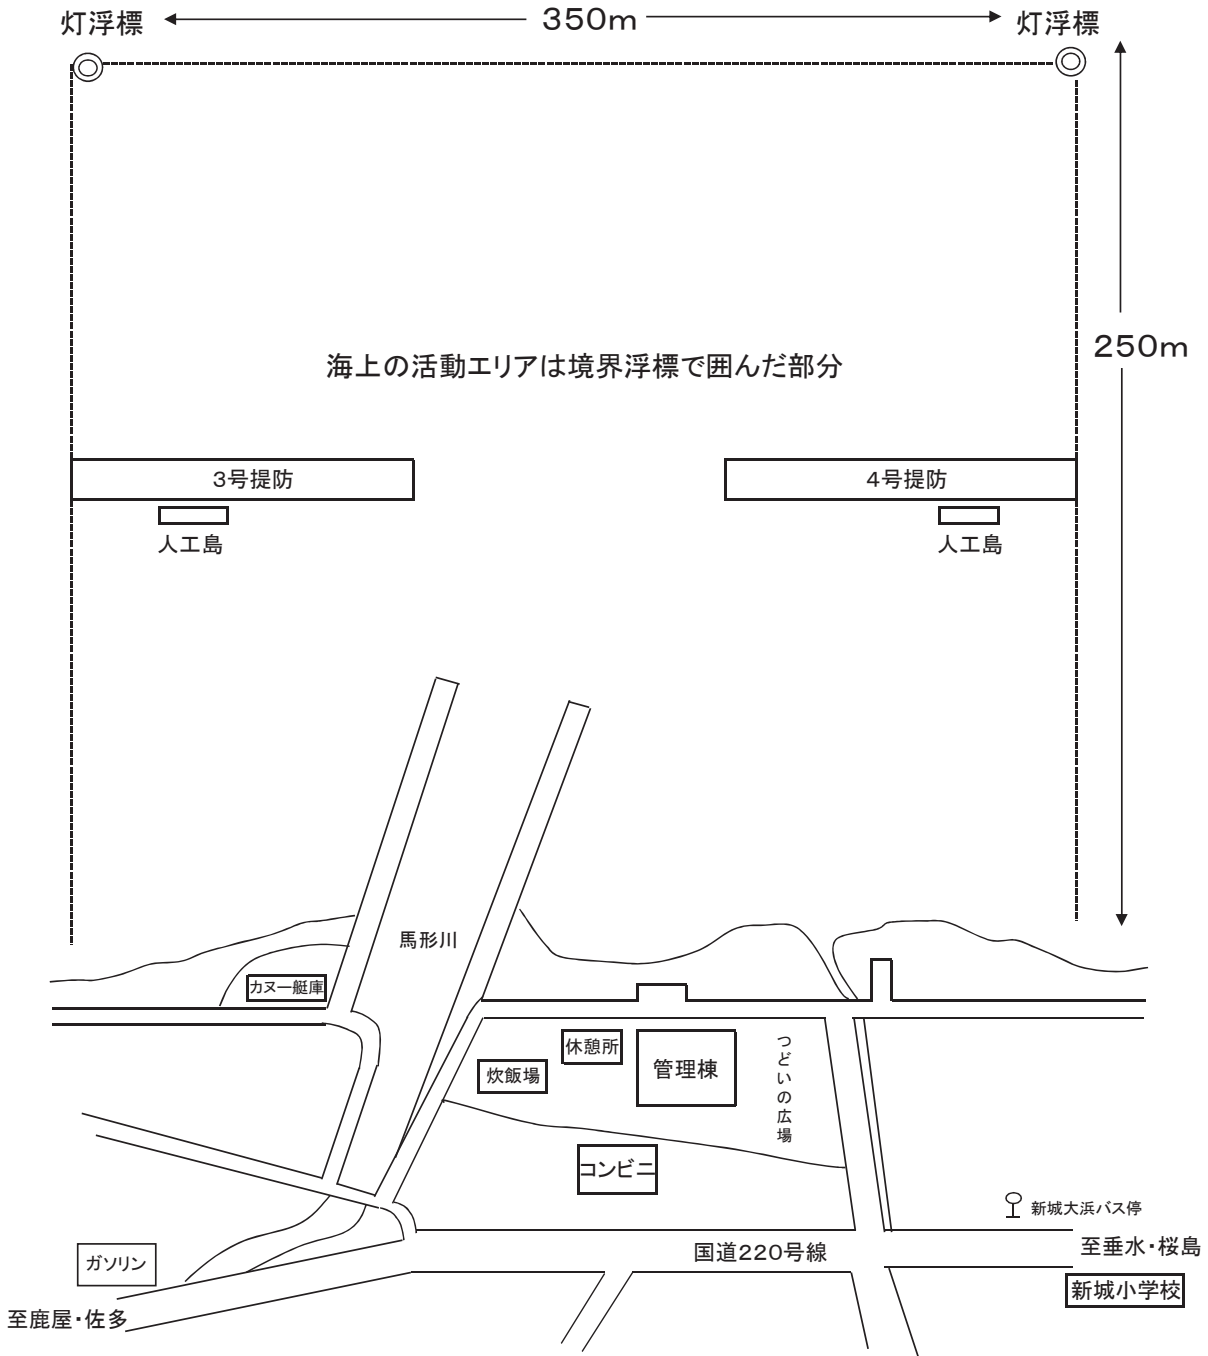 灯浮標
350m
灯浮標
250m
海上の活動エリアは境界浮標で囲んだ部分
3号提防
4号提防
人工島
人工島
馬形川
カヌー艇庫
休憩所
管理棟
炊飯場
つどいの広場
コンビニ
新城大浜バス停
国道220号線
至垂水・桜島
ガソリン
新城小学校
至鹿屋・佐多